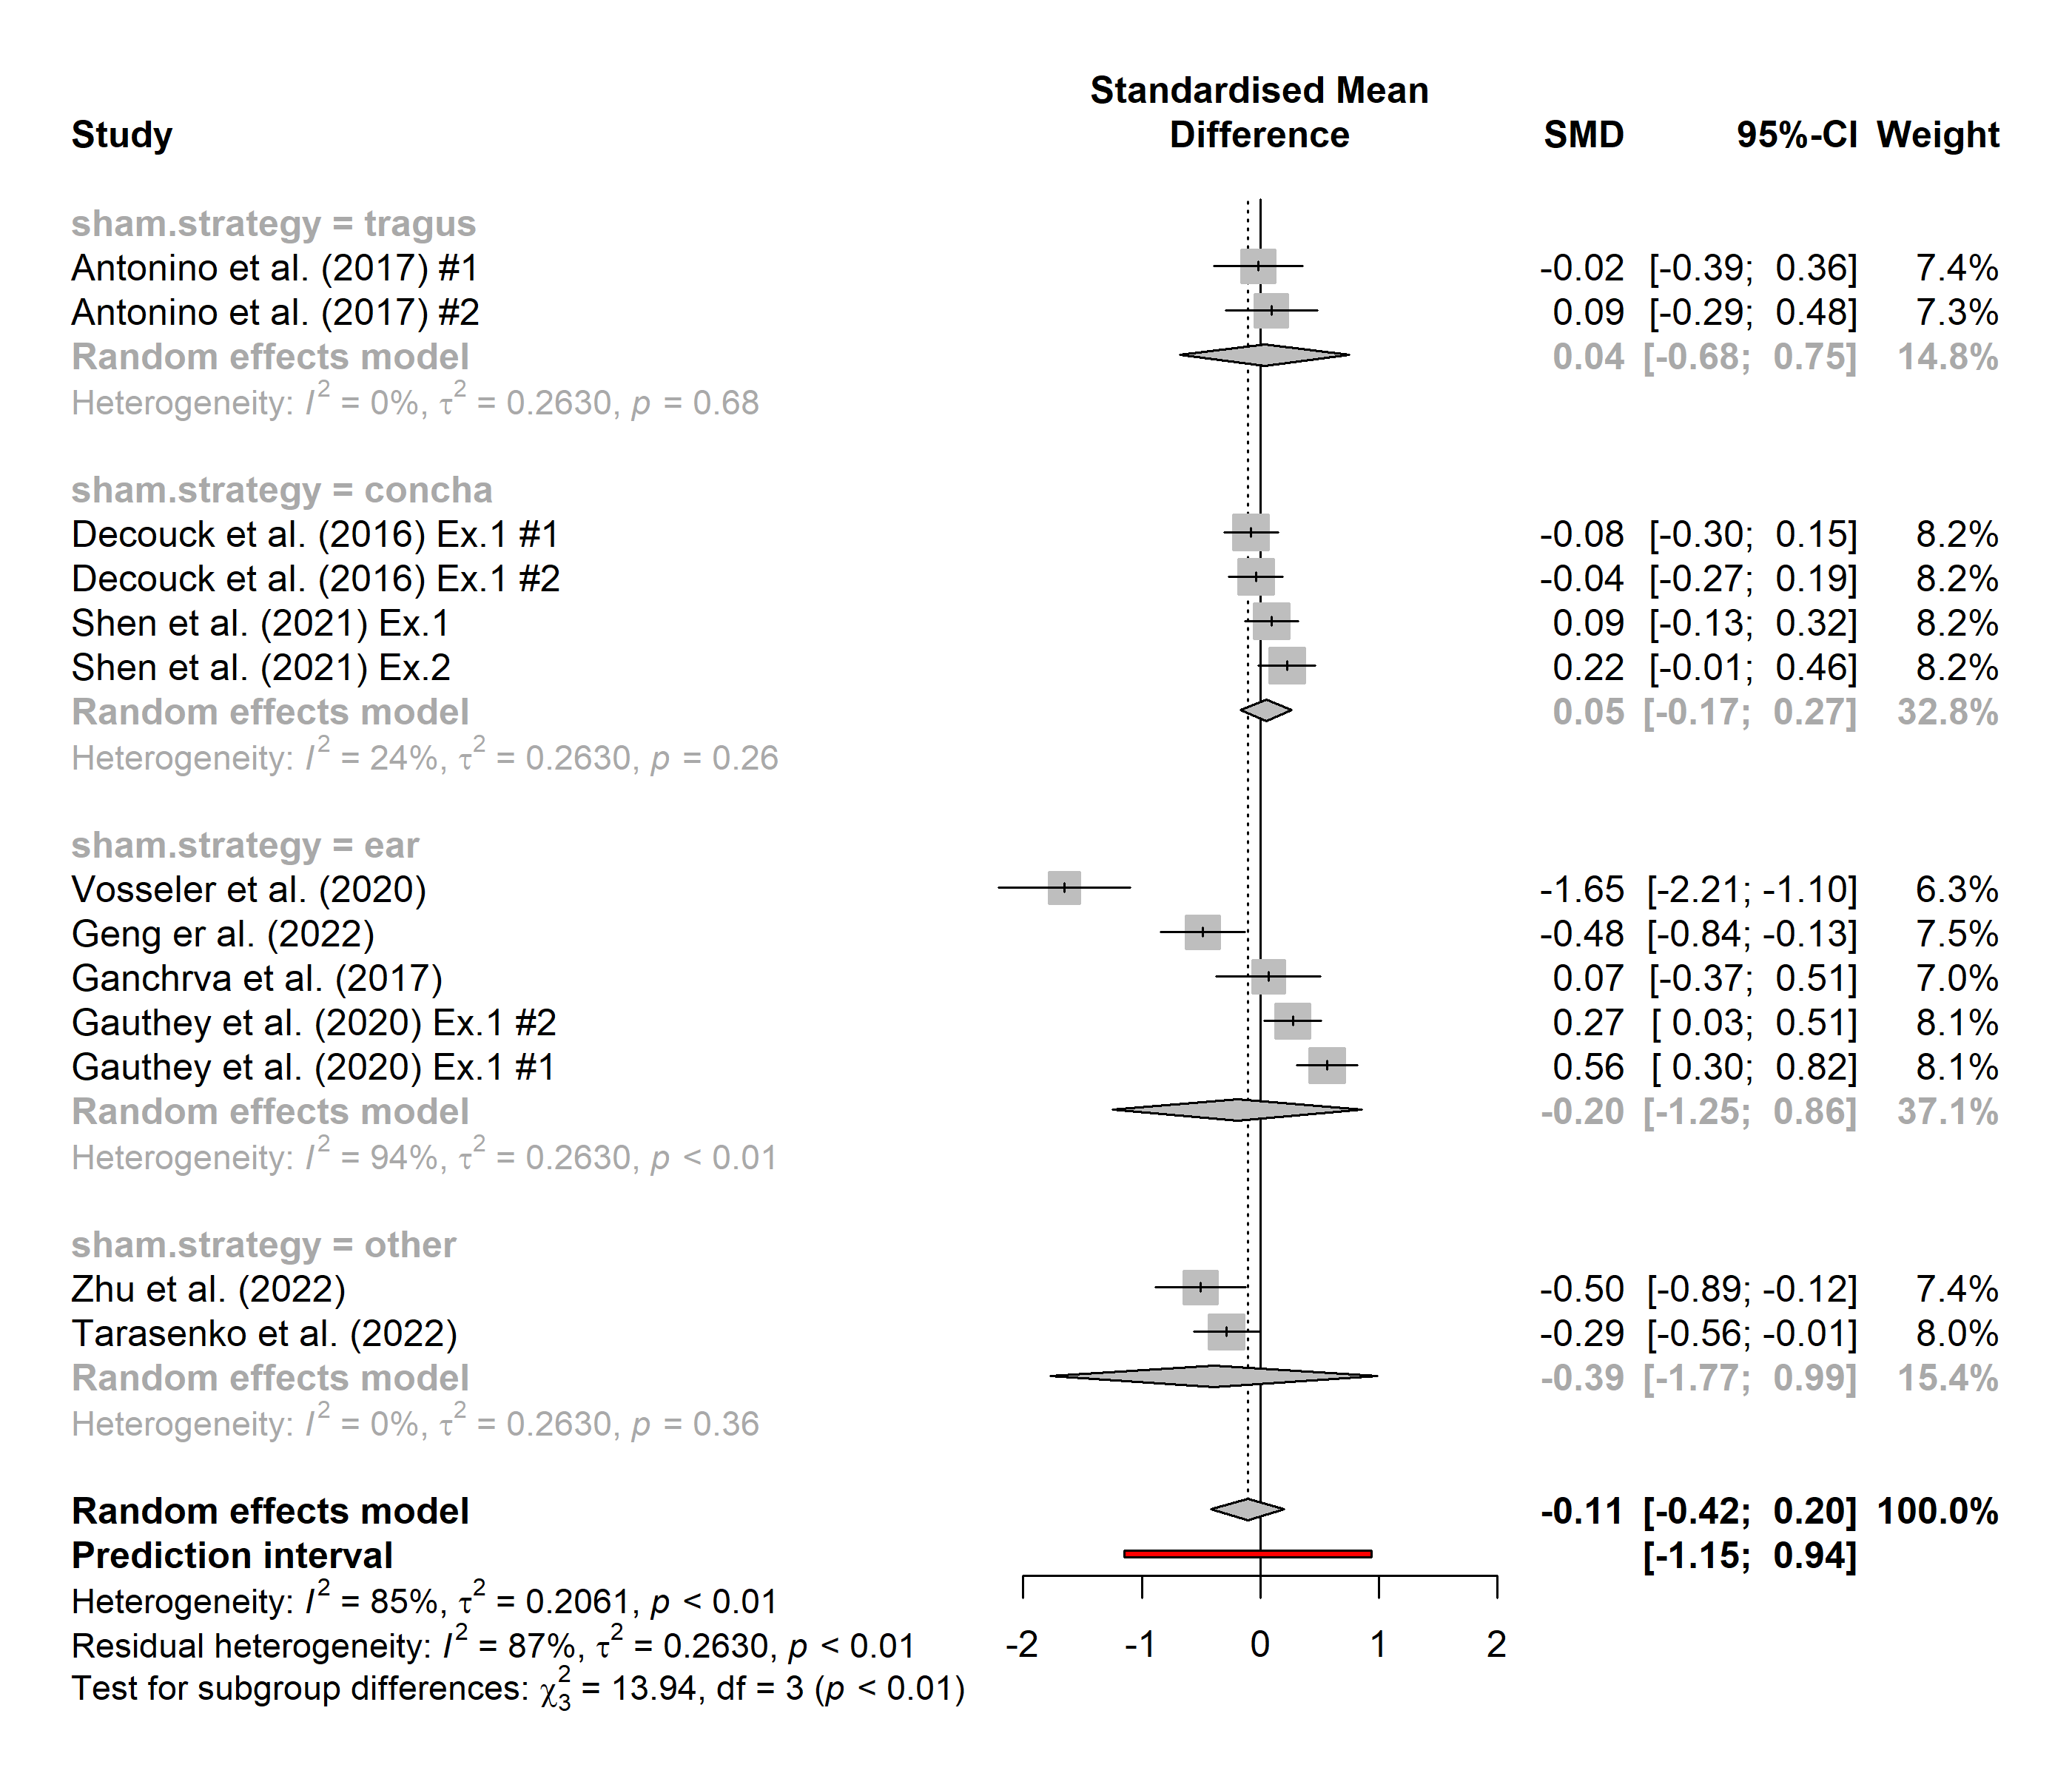 Standardised Mean
Study Difference SMD 95%-CI Weight
sham.strategy = tragus
Antonino et al. (2017) #1 -0.02 [-0.39; 0.36] 7.4%
Antonino et al. (2017) #2 0.09 [-0.29; 0.48] 7.3%
Random effects model 0.04 [-0.68; 0.75] 14.8%
Heterogeneity: I² = 0%, τ² = 0.2630, p = 0.68
sham.strategy = concha
Decouck et al. (2016) Ex.1 #1 -0.08 [-0.30; 0.15] 8.2%
Decouck et al. (2016) Ex.1 #2 -0.04 [-0.27; 0.19] 8.2%
Shen et al. (2021) Ex.1 0.09 [-0.13; 0.32] 8.2%
Shen et al. (2021) Ex.2 0.22 [-0.01; 0.46] 8.2%
Random effects model 0.05 [-0.17; 0.27] 32.8%
Heterogeneity: I² = 24%, τ² = 0.2630, p = 0.26
sham.strategy = ear
Vosseler et al. (2020) -1.65 [-2.21; -1.10] 6.3%
Geng er al. (2022) -0.48 [-0.84; -0.13] 7.5%
Ganchrva et al. (2017) 0.07 [-0.37; 0.51] 7.0%
Gauthey et al. (2020) Ex.1 #2 0.27 [ 0.03; 0.51] 8.1%
Gauthey et al. (2020) Ex.1 #1 0.56 [ 0.30; 0.82] 8.1%
Random effects model -0.20 [-1.25; 0.86] 37.1%
Heterogeneity: I² = 94%, τ² = 0.2630, p < 0.01
sham.strategy = other
Zhu et al. (2022) -0.50 [-0.89; -0.12] 7.4%
Tarasenko et al. (2022) -0.29 [-0.56; -0.01] 8.0%
Random effects model -0.39 [-1.77; 0.99] 15.4%
Heterogeneity: I² = 0%, τ² = 0.2630, p = 0.36
Random effects model -0.11 [-0.42; 0.20] 100.0%
Prediction interval [-1.15; 0.94]
Heterogeneity: I² = 85%, τ² = 0.2061, p < 0.01
Residual heterogeneity: I² = 87%, τ² = 0.2630, p < 0.01
-2 -1 0 1 2
Test for subgroup differences: χ²₃ = 13.94, df = 3 (p < 0.01)